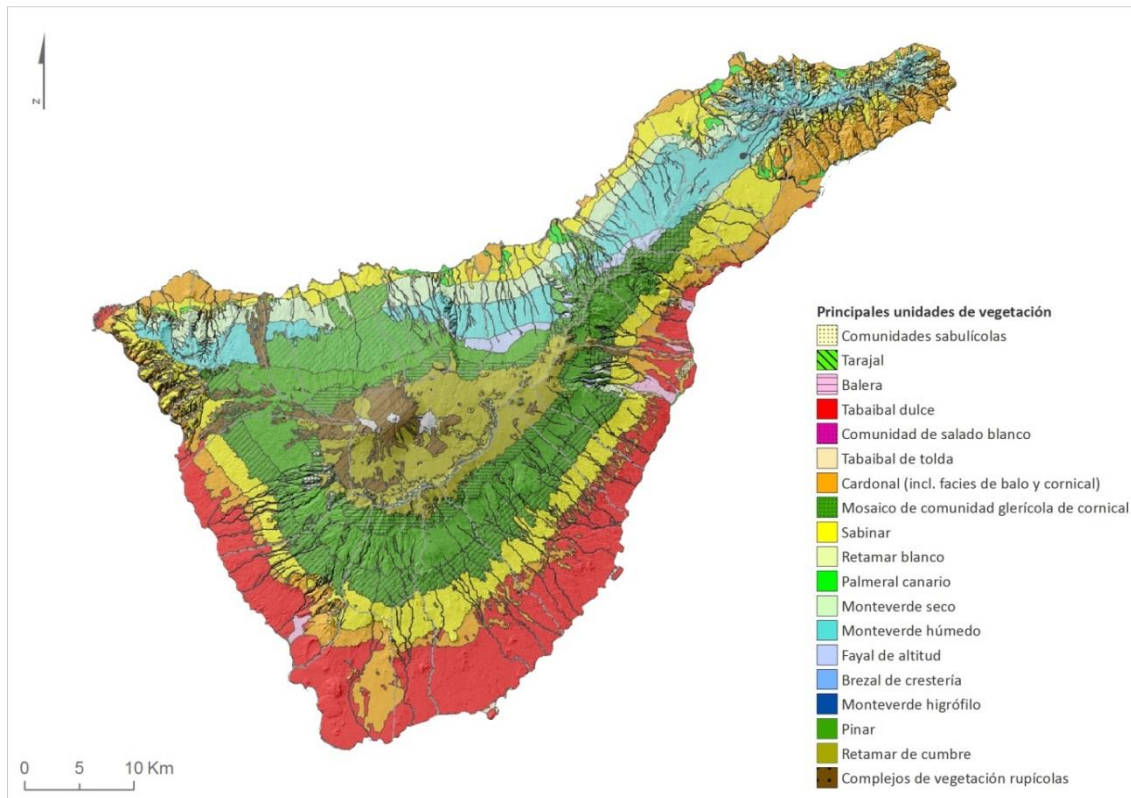 N
Principales unidades de vegetación
Comunidades sabulícolas
Tarajal
Balera
Tabaibal dulce
Comunidad de salado blanco
Tabaibal de tolda
Cardonal (incl. facies de balo y cornical)
Mosaico de comunidad glerícola de cornical
Sabinar
Retamar blanco
Palmeral canario
Monteverde seco
Monteverde húmedo
Fayal de altitud
Brezal de crestería
Monteverde higrófilo
Pinar
Retamar de cumbre
Complejos de vegetación rupícolas
0 5 10 Km